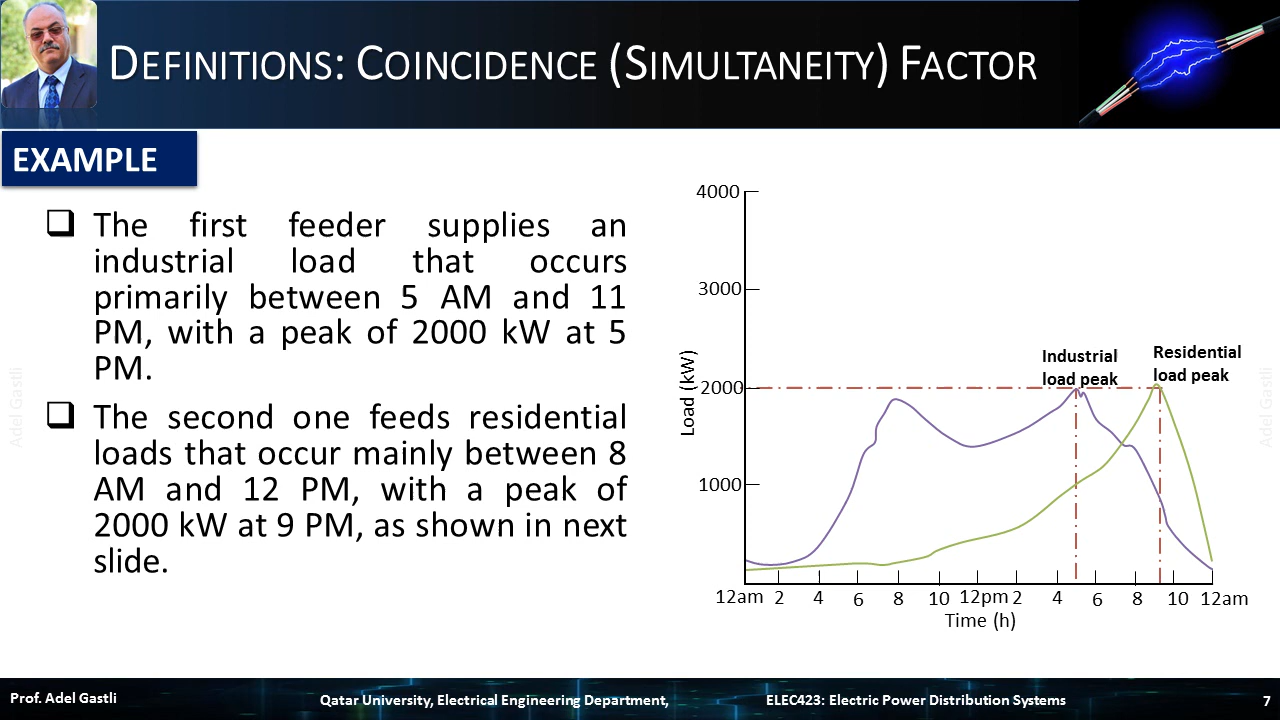 DEFINITIONS: COINCIDENCE (SIMULTANEITY) FACTOR
EXAMPLE
❑ The first feeder supplies an
industrial load that occurs
primarily between 5 AM and 11
PM, with a peak of 2000 kW at 5
PM.
❑ The second one feeds residential
loads that occur mainly between 8
AM and 12 PM, with a peak of
2000 kW at 9 PM, as shown in next
slide.
4000
3000
2000
1000
Load (kW)
Industrial
load peak
Residential
load peak
12am 2 4 6 8 10 12pm 2 4 6 8 10 12am
Time (h)
Adel Gastli
Adel Gastli
Prof. Adel Gastli
Qatar University, Electrical Engineering Department,
ELEC423: Electric Power Distribution Systems
7